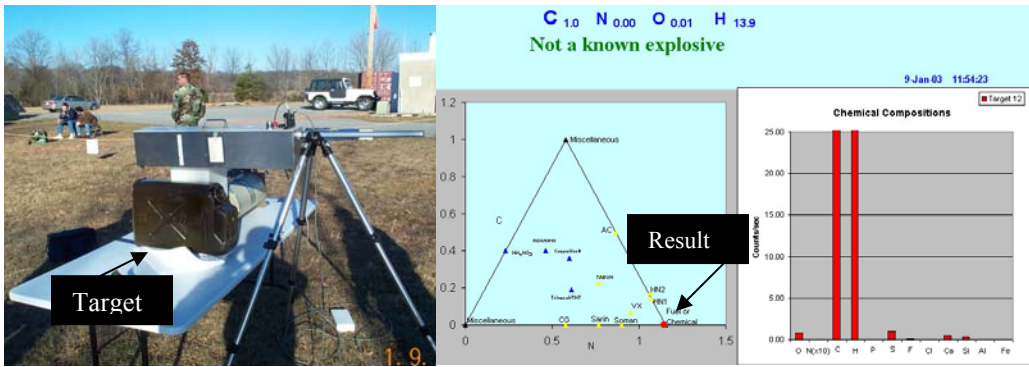 Target
1 9.
C 1.0 N 0.00 O 0.01 H 13.9
Not a known explosive
9-Jan-03 11:54:23
1.2
1
0.8
0.6
0.4
0.2
0
0
0.5
1
1.5
C
N
Miscellaneous
AC
NH4NO3
TABUN
HN2
HN1
VX
Fuel or
Chemical
Miscellaneous
CG
Sarin
Soman
Result
Target 12
Chemical Compositions
Counts/sec
25.00
20.00
15.00
10.00
5.00
0.00
O N(x10) C H P S F Cl Ca Si Al Fe